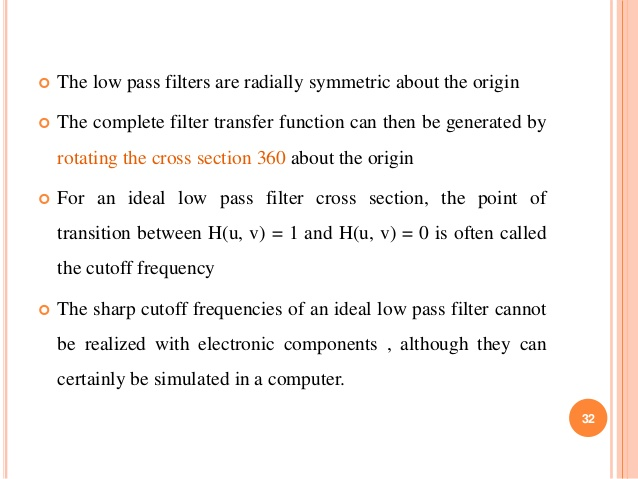 The low pass filters are radially symmetric about the origin
The complete filter transfer function can then be generated by
rotating the cross section 360 about the origin
For an ideal low pass filter cross section, the point of
transition between H(u, v) = 1 and H(u, v) = 0 is often called
the cutoff frequency
The sharp cutoff frequencies of an ideal low pass filter cannot
be realized with electronic components , although they can
certainly be simulated in a computer.
32